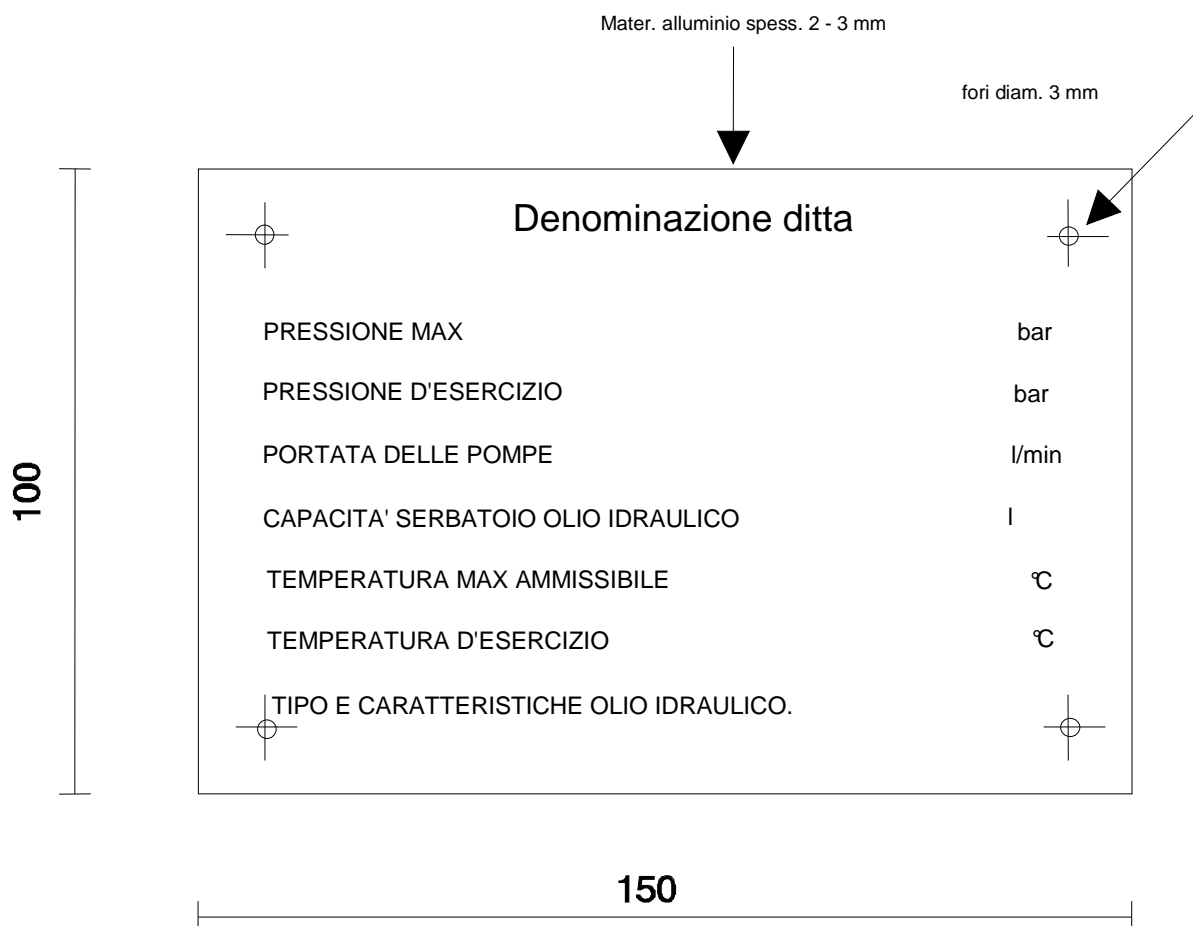 Mater. alluminio spess. 2 - 3 mm
fori diam. 3 mm
Denominazione ditta
PRESSIONE MAX bar
PRESSIONE D'ESERCIZIO bar
PORTATA DELLE POMPE l/min
CAPACITA' SERBATOIO OLIO IDRAULICO l
TEMPERATURA MAX AMMISSIBILE °C
TEMPERATURA D'ESERCIZIO °C
TIPO E CARATTERISTICHE OLIO IDRAULICO.
100
150